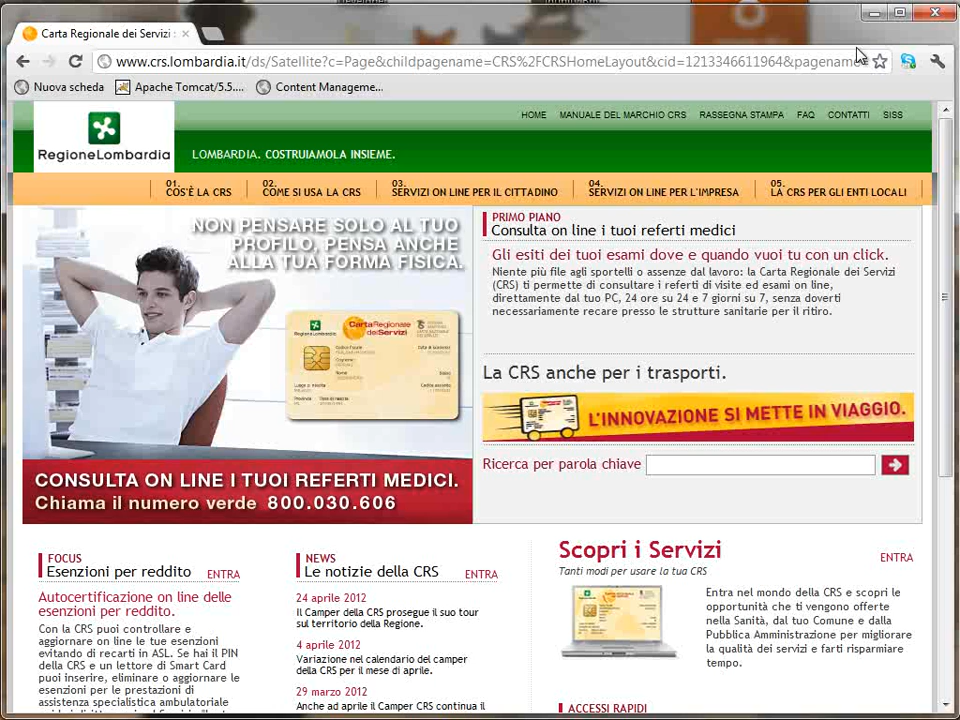 Carta Regionale dei Servizi :
www.crs.lombardia.it/ds/Satellite?c=Page&childpagename=CRS%2FCRSHomeLayout&cid=1213346611964&pagename
Nuova scheda
Apache Tomcat/5.5....
Content Manageme...
HOME
MANUALE DEL MARCHIO CRS
RASSEGNA STAMPA
FAQ
CONTATTI
SISS
RegioneLombardia
LOMBARDIA. COSTRUIAMOLA INSIEME.
01.
COS'È LA CRS
02.
COME SI USA LA CRS
03.
SERVIZI ON LINE PER IL CITTADINO
04.
SERVIZI ON LINE PER L'IMPRESA
05.
LA CRS PER GLI ENTI LOCALI
NON PENSARE SOLO AL TUO
PROFILO, PENSA ANCHE
ALLA TUA FORMA FISICA.
CartaRegionale
deiServizi
CONSULTA ON LINE I TUOI REFERTI MEDICI.
Chiama il numero verde 800.030.606
PRIMO PIANO
Consulta on line i tuoi referti medici
Gli esiti dei tuoi esami dove e quando vuoi tu con un click.
Niente più file agli sportelli o assenze dal lavoro: la Carta Regionale dei Servizi
(CRS) ti permette di consultare i referti di visite ed esami on line,
direttamente dal tuo PC, 24 ore su 24 e 7 giorni su 7, senza doverti
necessariamente recare presso le strutture sanitarie per il ritiro.
La CRS anche per i trasporti.
L'INNOVAZIONE SI METTE IN VIAGGIO.
Ricerca per parola chiave
FOCUS
Esenzioni per reddito
ENTRA
Autocertificazione on line delle
esenzioni per reddito.
Con la CRS puoi controllare e
aggiornare on line le tue esenzioni
evitando di recarti in ASL. Se hai il PIN
della CRS e un lettore di Smart Card
puoi inserire, eliminare o aggiornare le
esenzioni per le prestazioni di
assistenza specialistica ambulatoriale
NEWS
Le notizie della CRS
ENTRA
24 aprile 2012
Il Camper della CRS prosegue il suo tour
sul territorio della Regione.
4 aprile 2012
Variazione nel calendario del camper
della CRS per il mese di aprile.
29 marzo 2012
Anche ad aprile il Camper CRS continua il
Scopri i Servizi
ENTRA
Tanti modi per usare la tua CRS
Entra nel mondo della CRS e scopri le
opportunità che ti vengono offerte
nella Sanità, dal tuo Comune e dalla
Pubblica Amministrazione per migliorare
la qualità dei servizi e farti risparmiare
tempo.
ACCESSI RAPIDI